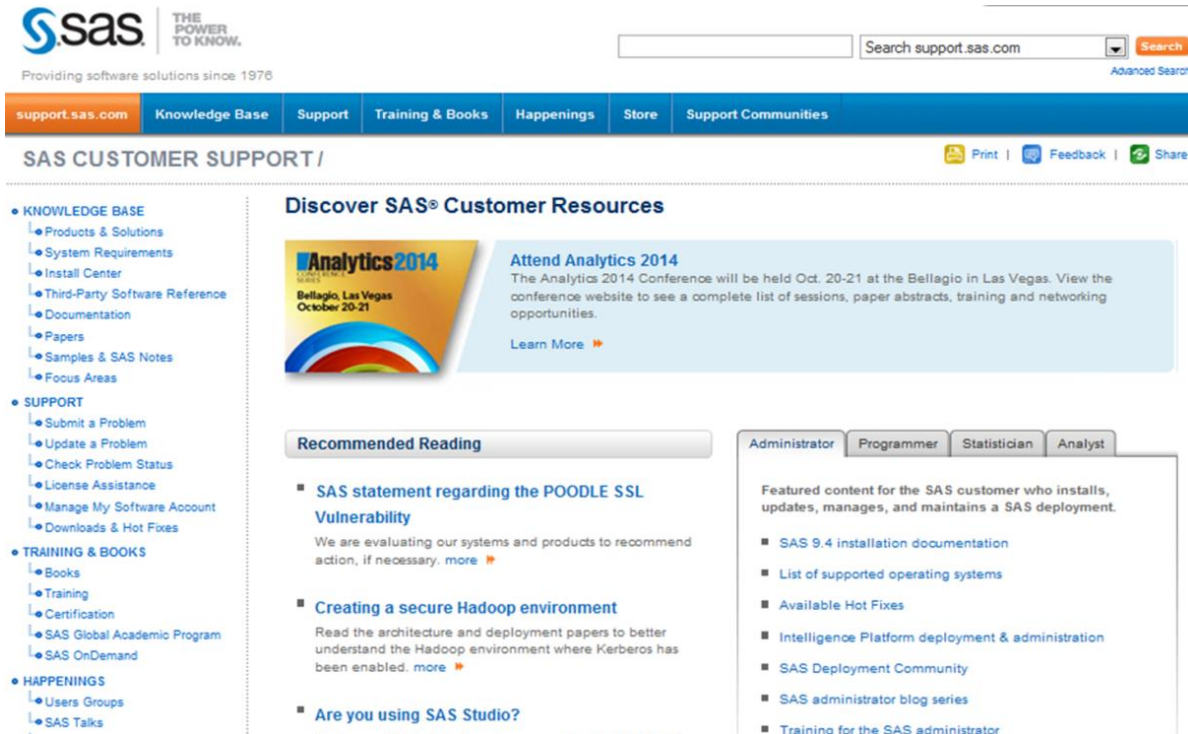 sas
THE
POWER
TO KNOW.
Providing software solutions since 1976
Search support.sas.com
Search
Advanced Search
support.sas.com
Knowledge Base
Support
Training & Books
Happenings
Store
Support Communities
SAS CUSTOMER SUPPORT /
Print | Feedback | Share
KNOWLEDGE BASE
Products & Solutions
System Requirements
Install Center
Third-Party Software Reference
Documentation
Papers
Samples & SAS Notes
Focus Areas
SUPPORT
Submit a Problem
Update a Problem
Check Problem Status
License Assistance
Manage My Software Account
Downloads & Hot Fixes
TRAINING & BOOKS
Books
Training
Certification
SAS Global Academic Program
SAS OnDemand
HAPPENINGS
Users Groups
SAS Talks
Discover SAS® Customer Resources
Analytics2014
CONFERENCE
SERIES
Bellagio, Las Vegas
October 20-21
Attend Analytics 2014
The Analytics 2014 Conference will be held Oct. 20-21 at the Bellagio in Las Vegas. View the
conference website to see a complete list of sessions, paper abstracts, training and networking
opportunities.
Learn More
Recommended Reading
SAS statement regarding the POODLE SSL
Vulnerability
We are evaluating our systems and products to recommend
action, if necessary. more
Creating a secure Hadoop environment
Read the architecture and deployment papers to better
understand the Hadoop environment where Kerberos has
been enabled. more
Are you using SAS Studio?
Administrator
Programmer
Statistician
Analyst
Featured content for the SAS customer who installs,
updates, manages, and maintains a SAS deployment.
SAS 9.4 installation documentation
List of supported operating systems
Available Hot Fixes
Intelligence Platform deployment & administration
SAS Deployment Community
SAS administrator blog series
Training for the SAS administrator